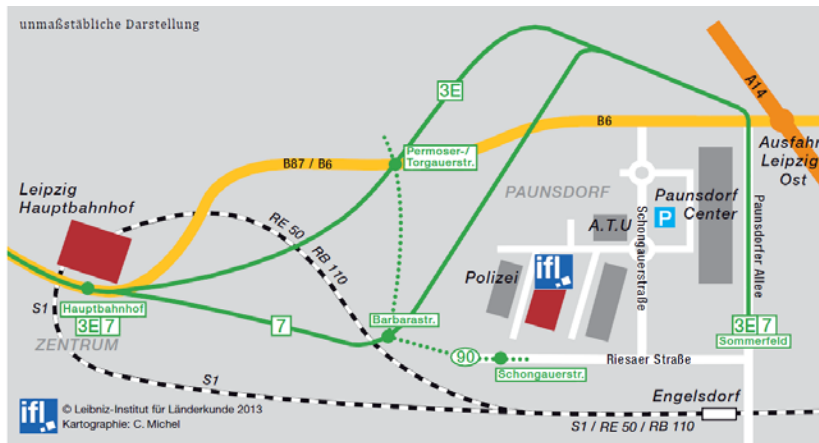 unmaßstäbliche Darstellung
A14
3E
B6
B87 / B6
Permoser-/
Torgauerstr.
Ausfahr
Leipzig
Ost
Leipzig
Hauptbahnhof
PAUNSDORF
Paunsdorf
Center
P
A.T.U
Schongauerstraße
Paunsdorfer Allee
RE 50
RB 110
Polizei
ifl
S1
Hauptbahnhof
3E 7
7
Barbarastr.
ZENTRUM
90
Schongauerstr.
Riesaer Straße
3E 7
Sommerfeld
S1
Engelsdorf
S1 / RE 50 / RB 110
ifl
© Leibniz-Institut für Länderkunde 2013
Kartographie: C. Michel